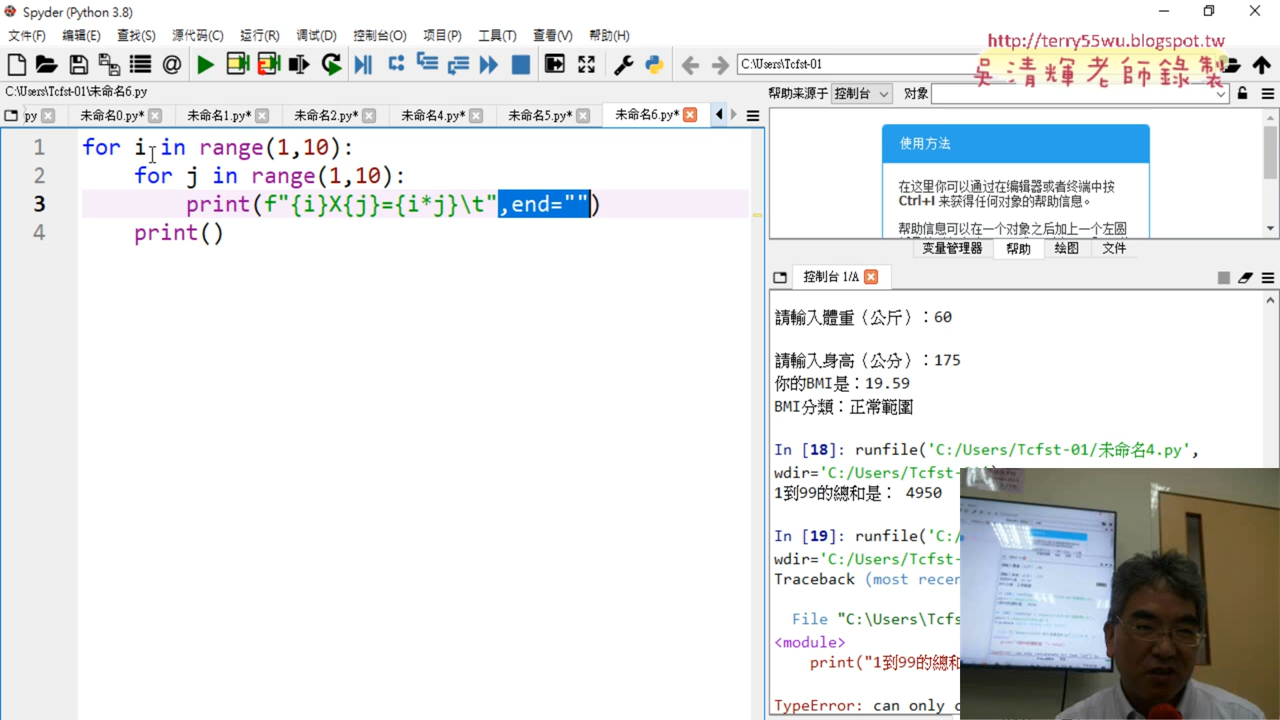 Spyder (Python 3.8)
文件(F) 编辑(E) 查找(S) 源代码(C) 运行(R) 调试(D) 控制台(O) 项目(P) 工具(T) 查看(V) 帮助(H)
http://terry55wu.blogspot.tw
吳清輝老師錄製
C:\Users\Tcfst-01
C:\Users\Tcfst-01\未命名6.py
帮助来源于 控制台 对象
py 未命名0.py* 未命名1.py* 未命名2.py* 未命名4.py* 未命名5.py* 未命名6.py*
1 for i in range(1,10):
2 for j in range(1,10):
3 print(f"{i}X{j}={i*j}\t",end="")
4 print()
使用方法
在这里你可以通过在编辑器或者终端中按
Ctrl+I 来获得任何对象的帮助信息。
帮助信息可以在一个对象之后加上一个左圆
变量管理器 帮助 绘图 文件
控制台 1/A
請輸入體重（公斤）：60
請輸入身高（公分）：175
你的BMI是：19.59
BMI分類：正常範圍
In [18]: runfile('C:/Users/Tcfst-01/未命名4.py',
wdir='C:/Users/Tcfst-
1到99的總和是： 4950
In [19]: runfile('C:/
wdir='C:/Users/Tcfst-
Traceback (most recen
File "C:\Users\Tcfs
<module>
print("1到99的總和
TypeError: can only c